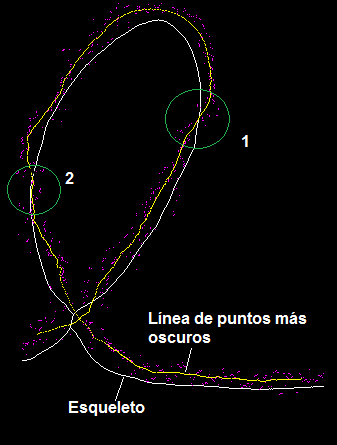 1
2
Línea de puntos más
oscuros
Esqueleto